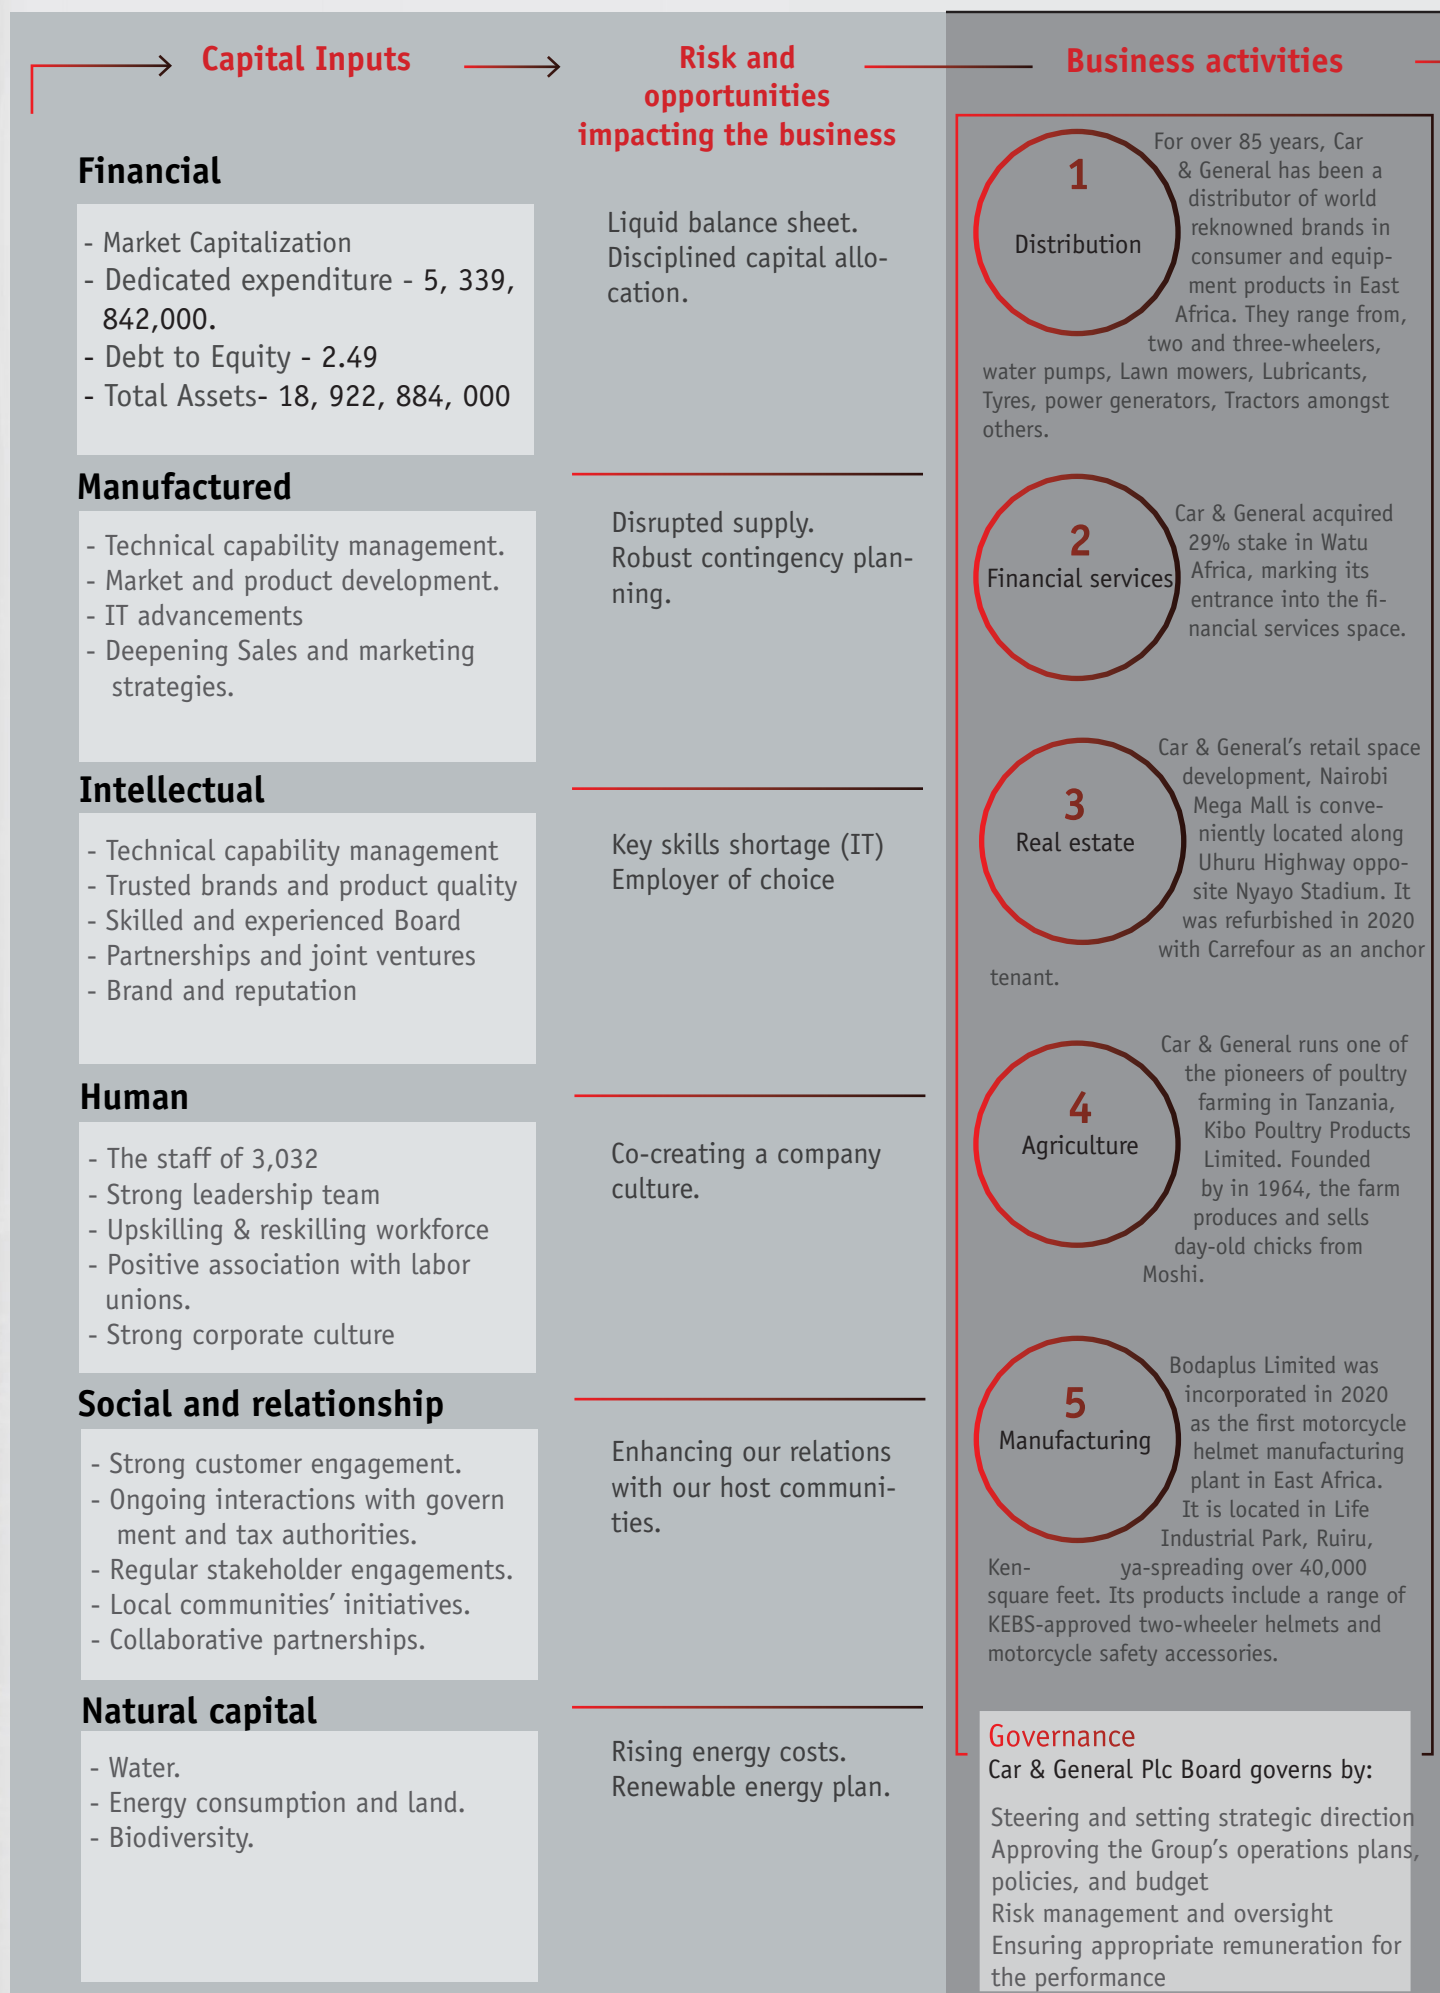 Capital Inputs
Risk and
opportunities
impacting the business
Business activities
Financial
- Market Capitalization
- Dedicated expenditure - 5, 339,
842,000.
- Debt to Equity - 2.49
- Total Assets- 18, 922, 884, 000
Liquid balance sheet.
Disciplined capital allo-
cation.
Manufactured
- Technical capability management.
- Market and product development.
- IT advancements
- Deepening Sales and marketing
strategies.
Disrupted supply.
Robust contingency plan-
ning.
Intellectual
- Technical capability management
- Trusted brands and product quality
- Skilled and experienced Board
- Partnerships and joint ventures
- Brand and reputation
Key skills shortage (IT)
Employer of choice
Human
- The staff of 3,032
- Strong leadership team
- Upskilling & reskilling workforce
- Positive association with labor
unions.
- Strong corporate culture
Co-creating a company
culture.
Social and relationship
- Strong customer engagement.
- Ongoing interactions with govern
ment and tax authorities.
- Regular stakeholder engagements.
- Local communities’ initiatives.
- Collaborative partnerships.
Enhancing our relations
with our host communi-
ties.
Natural capital
- Water.
- Energy consumption and land.
- Biodiversity.
Rising energy costs.
Renewable energy plan.
1
Distribution
For over 85 years, Car
& General has been a
distributor of world
reknowned brands in
consumer and equip-
ment products in East
Africa. They range from,
two and three-wheelers,
water pumps, Lawn mowers, Lubricants,
Tyres, power generators, Tractors amongst
others.
2
Financial services
Car & General acquired
29% stake in Watu
Africa, marking its
entrance into the fi-
nancial services space.
3
Real estate
Car & General’s retail space
development, Nairobi
Mega Mall is conve-
niently located along
Uhuru Highway oppo-
site Nyayo Stadium. It
was refurbished in 2020
with Carrefour as an anchor
tenant.
4
Agriculture
Car & General runs one of
the pioneers of poultry
farming in Tanzania,
Kibo Poultry Products
Limited. Founded
by in 1964, the farm
produces and sells
day-old chicks from
Moshi.
5
Manufacturing
Bodaplus Limited was
incorporated in 2020
as the first motorcycle
helmet manufacturing
plant in East Africa.
It is located in Life
Industrial Park, Ruiru,
Ken- ya-spreading over 40,000
square feet. Its products include a range of
KEBS-approved two-wheeler helmets and
motorcycle safety accessories.
Governance
Car & General Plc Board governs by:
Steering and setting strategic direction
Approving the Group’s operations plans,
policies, and budget
Risk management and oversight
Ensuring appropriate remuneration for
the performance